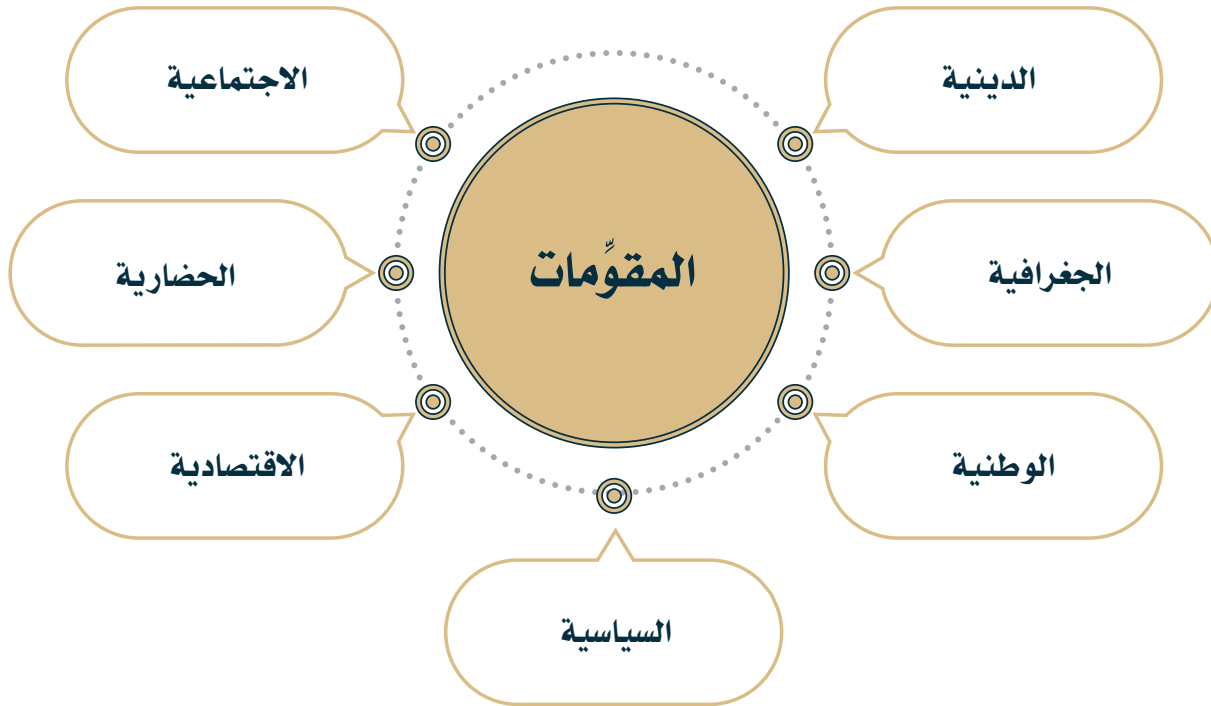 المقوِّمات
الدينية
الجغرافية
الوطنية
السياسية
الاقتصادية
الحضارية
الاجتماعية